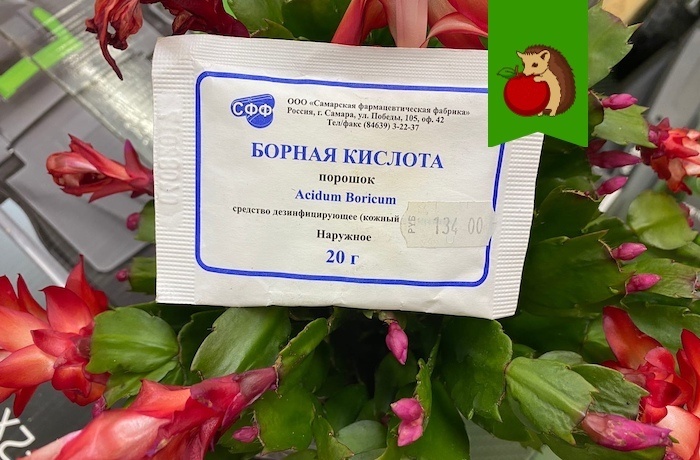 СФФ
ООО «Самарская фармацевтическая фабрика»
Россия, г. Самара, ул. Победы, 105, оф. 42
Тел/факс (84639) 3-22-37
БОРНАЯ КИСЛОТА
порошок
Acidum Boricum
средство дезинфицирующее (кожный
РУБ 134 00
Наружное
20 г